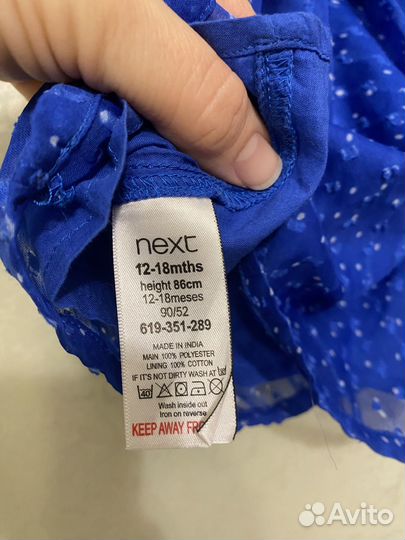 next
12-18mths
height 86cm
12-18meses
90/52
619-351-289
MADE IN INDIA
MAIN 100% POLYESTER
LINING 100% COTTON
IF IT'S NOT DIRTY WASH AT
40
Wash inside out
Iron on reverse
KEEP AWAY
Avito